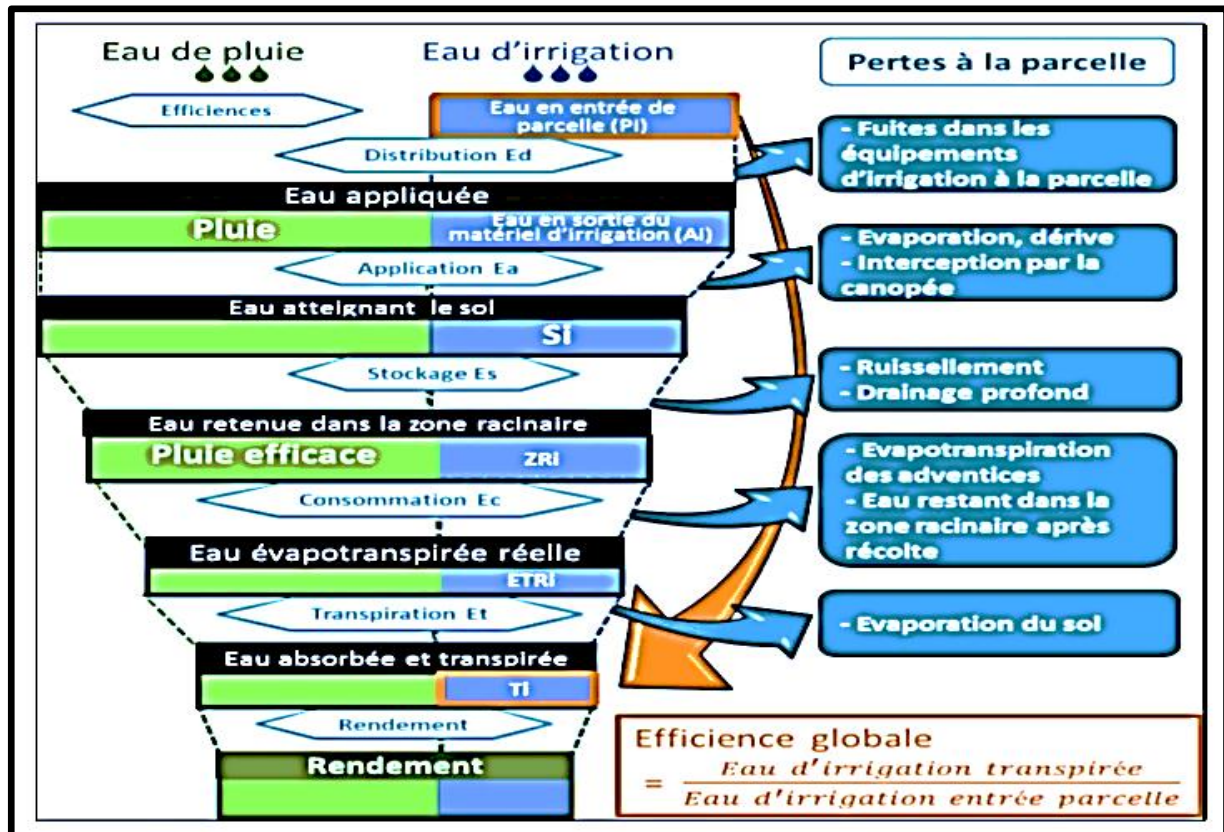 Eau de pluie
Eau d'irrigation
Pertes à la parcelle
Efficiences
Eau en entrée de
parcelle (Pi)
- Fuites dans les
équipements
d'irrigation à la parcelle
Distribution Ed
Eau appliquée
Pluie
Eau en sortie du
matériel d'irrigation (Ai)
- Evaporation, dérive
- Interception par la
canopée
Application Ea
Eau atteignant le sol
Si
Stockage Es
- Ruissellement
- Drainage profond
Eau retenue dans la zone racinaire
Pluie efficace
ZRi
- Evapotranspiration
des adventices
- Eau restant dans la
zone racinaire après
récolte
Consommation Ec
Eau évapotranspirée réelle
ETRi
Transpiration Et
- Evaporation du sol
Eau absorbée et transpirée
Ti
Rendement
Rendement
Efficience globale
= Eau d'irrigation transpirée
Eau d'irrigation entrée parcelle